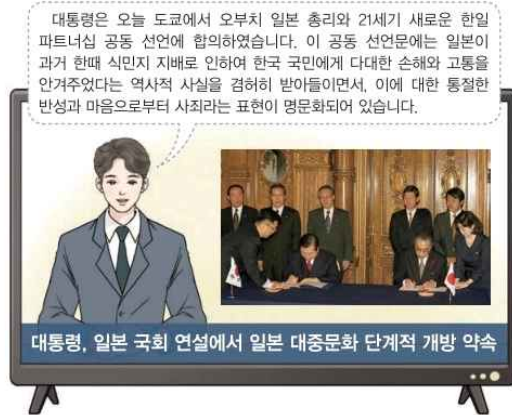 대통령은 오늘 도쿄에서 오부치 일본 총리와 21세기 새로운 한일
파트너십 공동 선언에 합의하였습니다. 이 공동 선언문에는 일본이
과거 한때 식민지 지배로 인하여 한국 국민에게 다대한 손해와 고통을
안겨주었다는 역사적 사실을 겸허히 받아들이면서, 이에 대한 통절한
반성과 마음으로부터 사죄라는 표현이 명문화되어 있습니다.
대통령, 일본 국회 연설에서 일본 대중문화 단계적 개방 약속